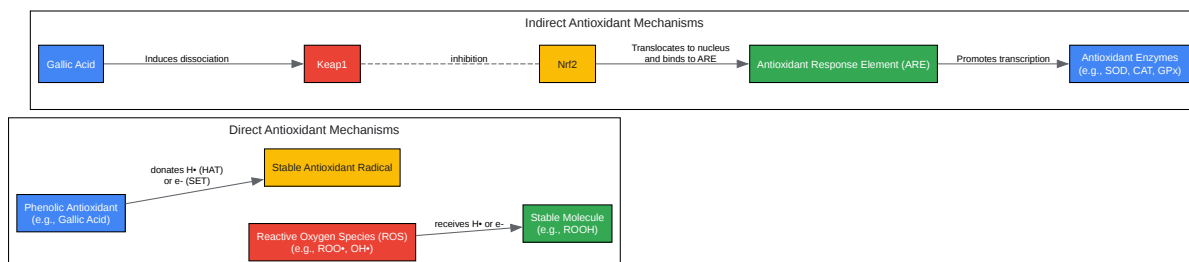 Indirect Antioxidant Mechanisms
Gallic Acid
Induces dissociation
Keap1
inhibition
Nrf2
Translocates to nucleus
and binds to ARE
Antioxidant Response Element (ARE)
Promotes transcription
Antioxidant Enzymes
(e.g., SOD, CAT, GPx)
Direct Antioxidant Mechanisms
Phenolic Antioxidant
(e.g., Gallic Acid)
donates H• (HAT)
or e- (SET)
Stable Antioxidant Radical
Reactive Oxygen Species (ROS)
(e.g., ROO•, OH•)
receives H• or e-
Stable Molecule
(e.g., ROOH)